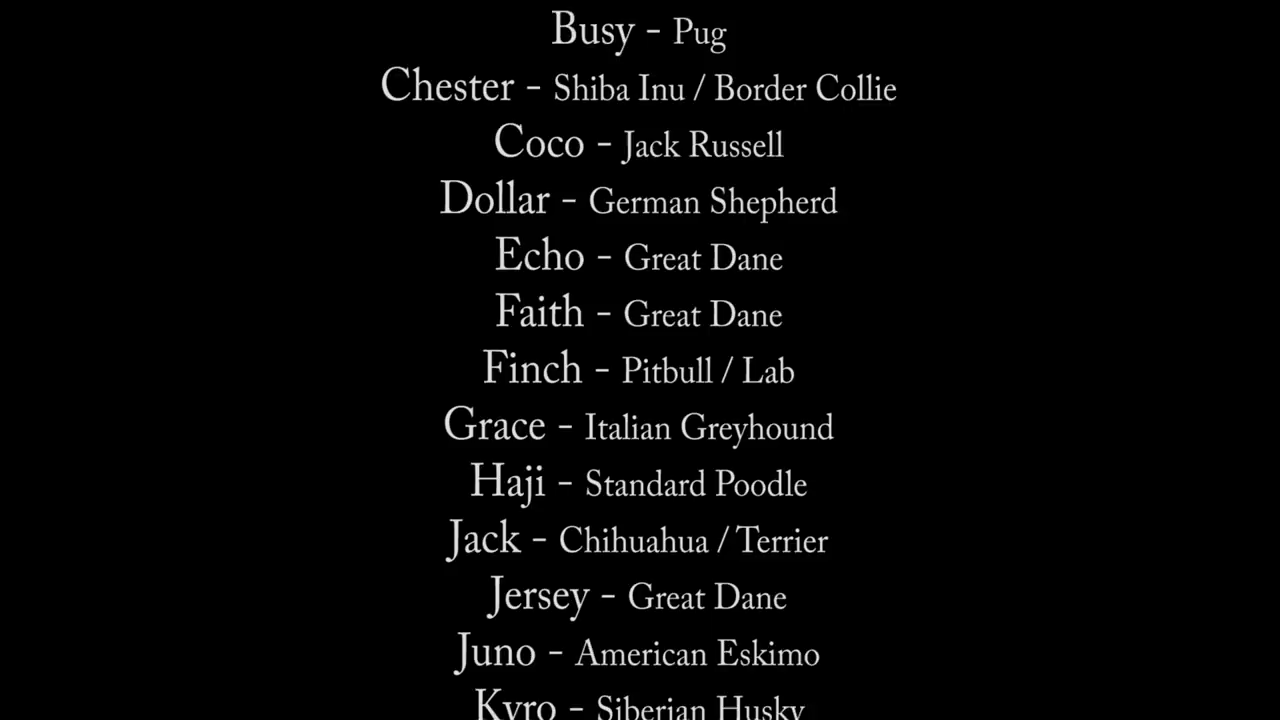 Busy - Pug
Chester - Shiba Inu / Border Collie
Coco - Jack Russell
Dollar - German Shepherd
Echo - Great Dane
Faith - Great Dane
Finch - Pitbull / Lab
Grace - Italian Greyhound
Haji - Standard Poodle
Jack - Chihuahua / Terrier
Jersey - Great Dane
Juno - American Eskimo
Kyro - Siberian Husky